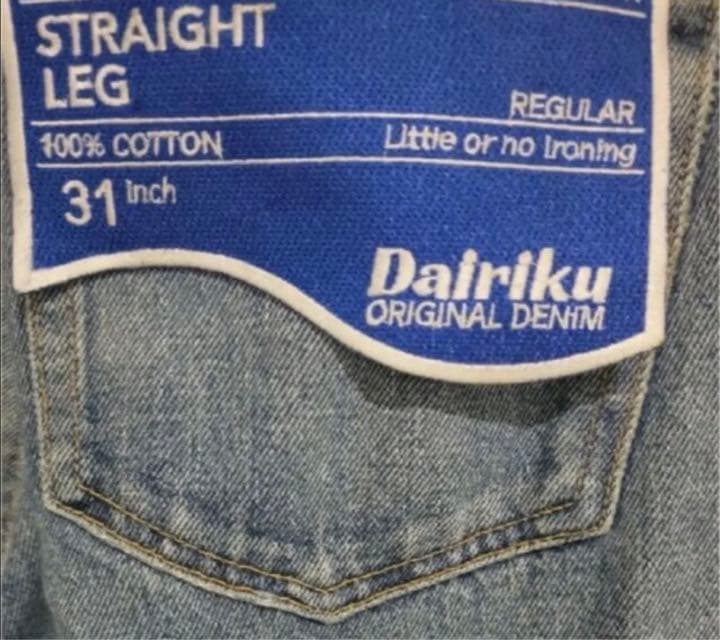 STRAIGHT
LEG
REGULAR
100% COTTON
Little or no Ironing
31 inch
Dairiku
ORIGINAL DENIM